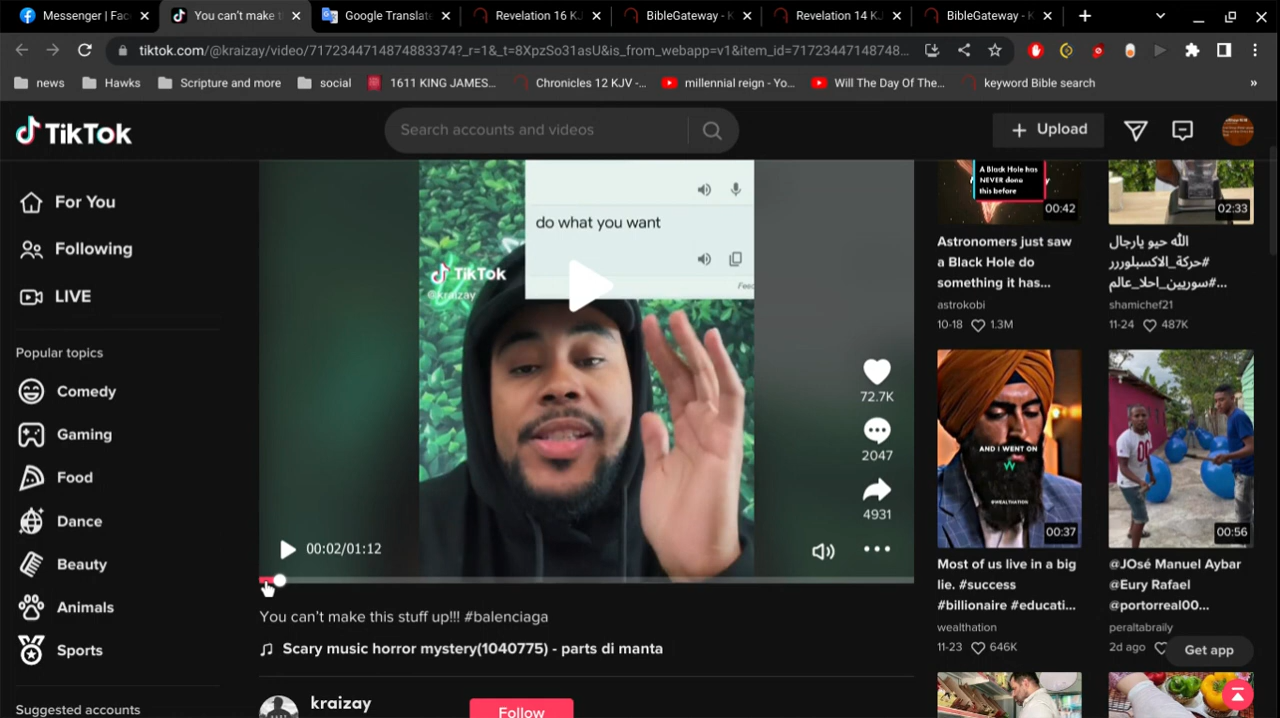 Messenger | Fac
You can't make t
Google Translat
Revelation 16 KJ
BibleGateway - K
Revelation 14 KJ
BibleGateway - K
tiktok.com/@kraizay/video/7172344714874883374?_r=1&_t=8XpzSo31asU&is_from_webapp=v1&item_id=71723447148748...
news
Hawks
Scripture and more
social
1611 KING JAMES...
Chronicles 12 KJV -...
millennial reign - Yo...
Will The Day Of The...
keyword Bible search
»
TikTok
Search accounts and videos
Upload
For You
Following
LIVE
Popular topics
Comedy
Gaming
Food
Dance
Beauty
Animals
Sports
Suggested accounts
do what you want
Feed
TikTok
@kraizay
72.7K
2047
4931
00:02/01:12
You can't make this stuff up!!! #balenciaga
Scary music horror mystery(1040775) - parts di manta
kraizay
Follow
A Black Hole has
NEVER done
this before
00:42
Astronomers just saw
a Black Hole do
something it has...
astrokobi
10-18 1.3M
02:33
الله حيو يارجال
#حركة_الاكسبلوررر
#سوريين_احلا_عالم...
shamichef21
11-24 487K
AND I WENT ON
@WEALTHATION
00:37
Most of us live in a big
lie. #success
#billionaire #educati...
wealthation
11-23 646K
00:56
@JOsé Manuel Aybar
@Eury Rafael
@portorreal00...
peraltabraily
2d ago
Get app